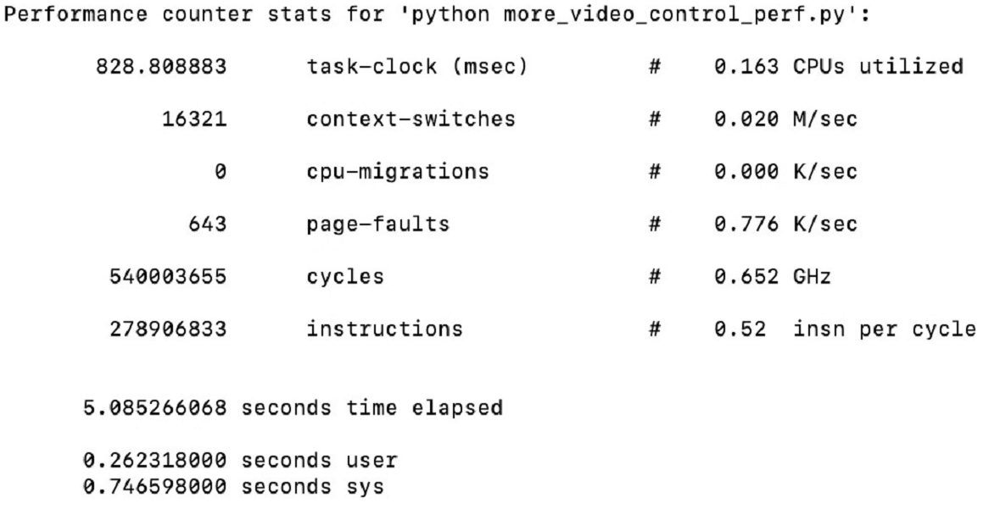 Performance counter stats for 'python more_video_control_perf.py':
828.808883 task-clock (msec) # 0.163 CPUs utilized
16321 context-switches # 0.020 M/sec
0 cpu-migrations # 0.000 K/sec
643 page-faults # 0.776 K/sec
540003655 cycles # 0.652 GHz
278906833 instructions # 0.52 insn per cycle
5.085266068 seconds time elapsed
0.262318000 seconds user
0.746598000 seconds sys